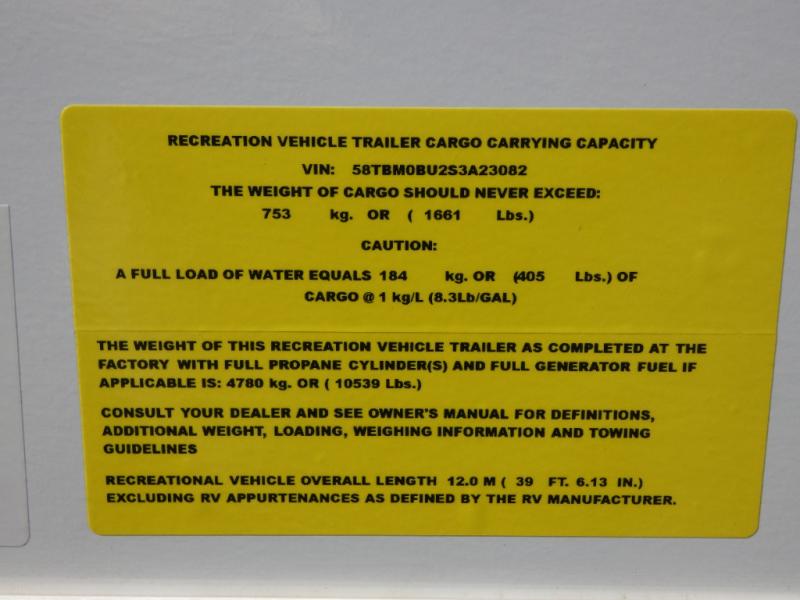 RECREATION VEHICLE TRAILER CARGO CARRYING CAPACITY
VIN: 58TBM0BU2S3A23082
THE WEIGHT OF CARGO SHOULD NEVER EXCEED:
753 kg. OR ( 1661 Lbs.)
CAUTION:
A FULL LOAD OF WATER EQUALS 184 kg. OR (405 Lbs.) OF
CARGO @ 1 kg/L (8.3Lb/GAL)
THE WEIGHT OF THIS RECREATION VEHICLE TRAILER AS COMPLETED AT THE
FACTORY WITH FULL PROPANE CYLINDER(S) AND FULL GENERATOR FUEL IF
APPLICABLE IS: 4780 kg. OR ( 10539 Lbs.)
CONSULT YOUR DEALER AND SEE OWNER'S MANUAL FOR DEFINITIONS,
ADDITIONAL WEIGHT, LOADING, WEIGHING INFORMATION AND TOWING
GUIDELINES
RECREATIONAL VEHICLE OVERALL LENGTH 12.0 M ( 39 FT. 6.13 IN.)
EXCLUDING RV APPURTENANCES AS DEFINED BY THE RV MANUFACTURER.